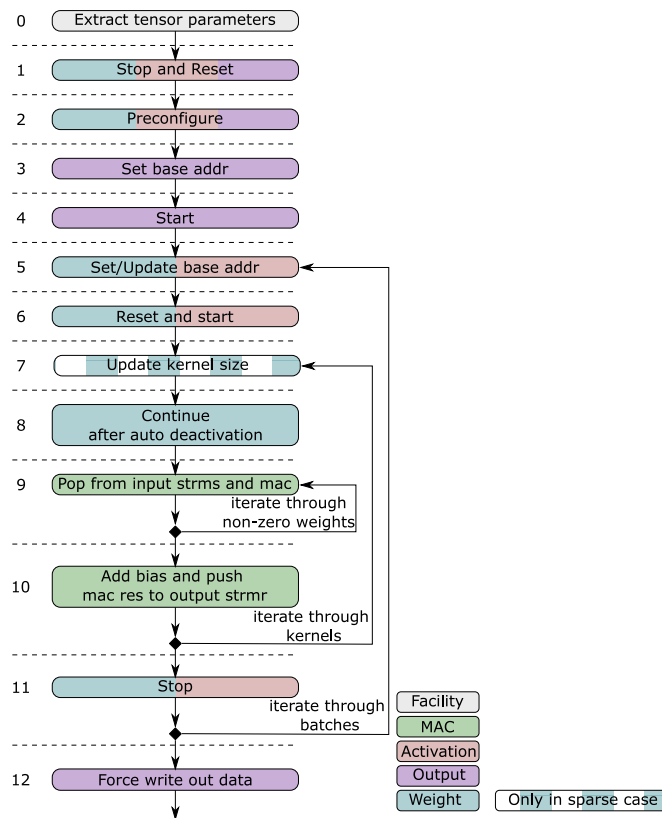 0 Extract tensor parameters
1 Stop and Reset
2 Preconfigure
3 Set base addr
4 Start
5 Set/Update base addr
6 Reset and start
7 Update kernel size
8 Continue
after auto deactivation
9 Pop from input strms and mac
iterate through
non-zero weights
10 Add bias and push
mac res to output strmr
iterate through
kernels
11 Stop
iterate through
batches
12 Force write out data
Facility
MAC
Activation
Output
Weight
Only in sparse case